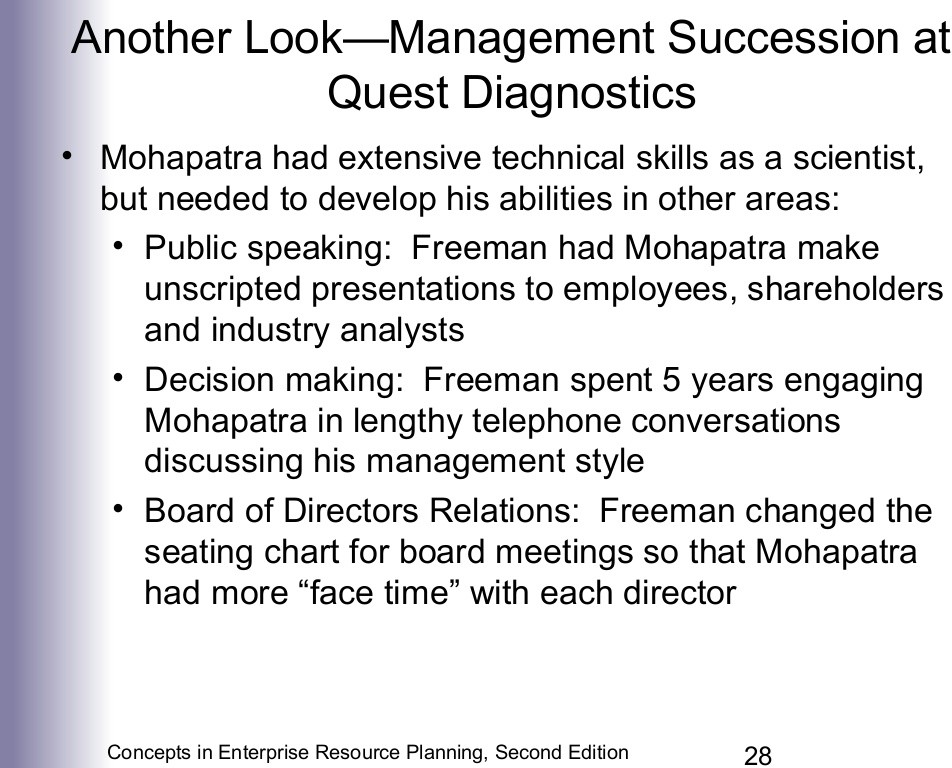 Another Look—Management Succession at
Quest Diagnostics
• Mohapatra had extensive technical skills as a scientist,
but needed to develop his abilities in other areas:
• Public speaking:  Freeman had Mohapatra make
unscripted presentations to employees, shareholders
and industry analysts
• Decision making:  Freeman spent 5 years engaging
Mohapatra in lengthy telephone conversations
discussing his management style
• Board of Directors Relations:  Freeman changed the
seating chart for board meetings so that Mohapatra
had more “face time” with each director
Concepts in Enterprise Resource Planning, Second Edition
28